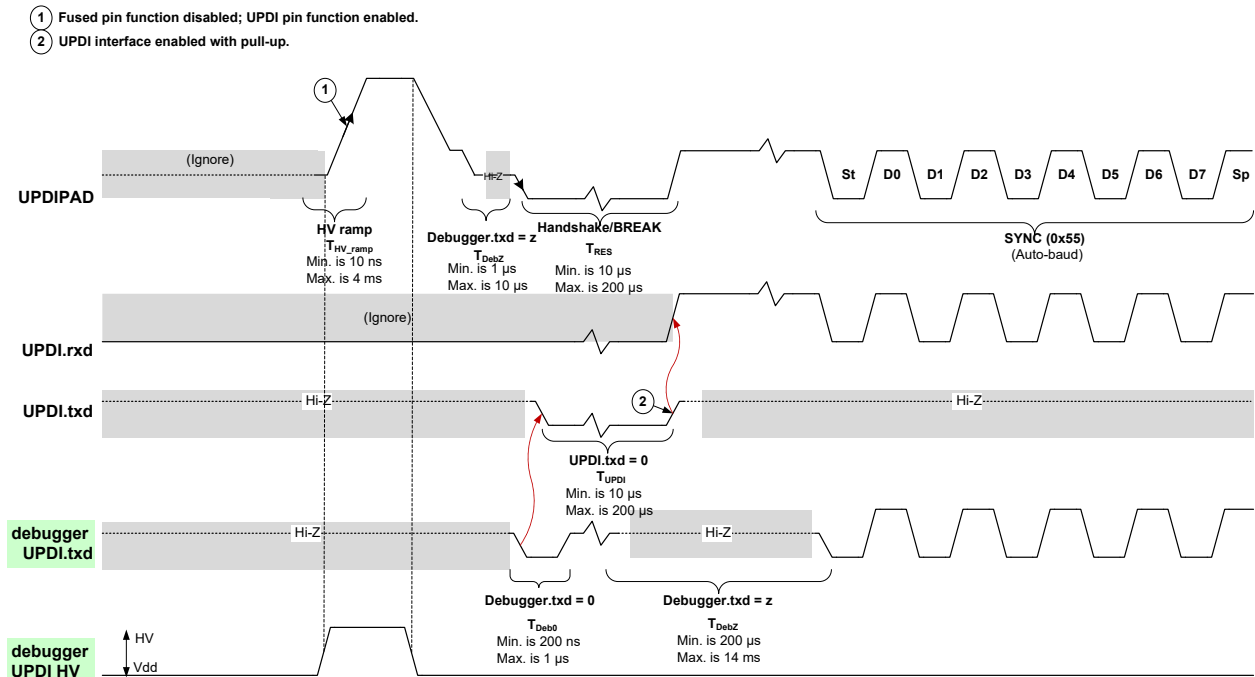 1 Fused pin function disabled; UPDI pin function enabled.
2 UPDI interface enabled with pull-up.
1
(Ignore)
Hi-Z
UPDIPAD
St D0 D1 D2 D3 D4 D5 D6 D7 Sp
HV ramp
THV_ramp
Min. is 10 ns
Max. is 4 ms
Debugger.txd = z
TDebZ
Min. is 1 µs
Max. is 10 µs
Handshake/BREAK
TRES
Min. is 10 µs
Max. is 200 µs
SYNC (0x55)
(Auto-baud)
(Ignore)
UPDI.rxd
Hi-Z
2
Hi-Z
UPDI.txd
UPDI.txd = 0
TUPDI
Min. is 10 µs
Max. is 200 µs
debugger
UPDI.txd
Hi-Z
Hi-Z
Debugger.txd = 0
TDeb0
Min. is 200 ns
Max. is 1 µs
Debugger.txd = z
TDebZ
Min. is 200 µs
Max. is 14 ms
HV
Vdd
debugger
UPDI HV